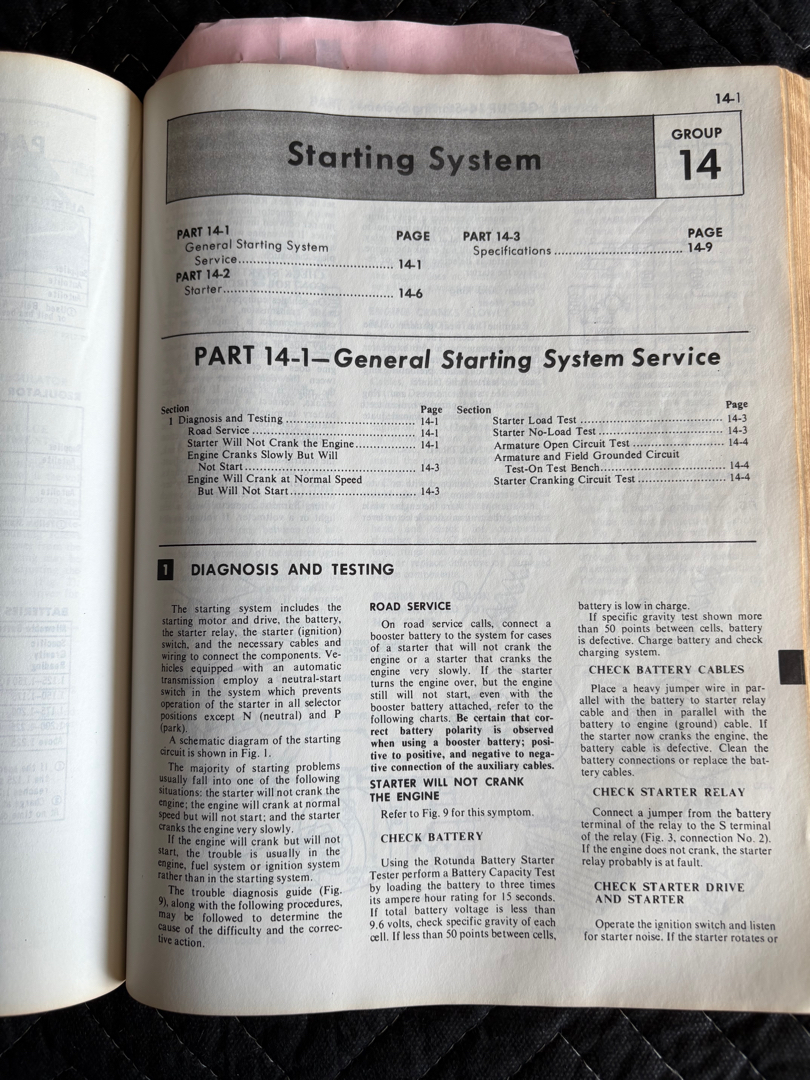 14-1
Starting System
GROUP
14
PART 14-1
PAGE
General Starting System
Service........................................ 14-1
PART 14-2
Starter............................................ 14-6
PART 14-3
PAGE
Specifications ................................. 14-9
PART 14-1—General Starting System Service
Section
Page
1 Diagnosis and Testing ................................. 14-1
Road Service ........................................... 14-1
Starter Will Not Crank the Engine............... 14-1
Engine Cranks Slowly But Will
Not Start............................................ 14-3
Engine Will Crank at Normal Speed
But Will Not Start................................ 14-3
Section
Page
Starter Load Test ..................................... 14-3
Starter No-Load Test ................................ 14-3
Armature Open Circuit Test ....................... 14-4
Armature and Field Grounded Circuit
Test-On Test Bench................................ 14-4
Starter Cranking Circuit Test ...................... 14-4
1 DIAGNOSIS AND TESTING
The starting system includes the
starting motor and drive, the battery,
the starter relay, the starter (ignition)
switch, and the necessary cables and
wiring to connect the components. Ve-
hicles equipped with an automatic
transmission employ a neutral-start
switch in the system which prevents
operation of the starter in all selector
positions except N (neutral) and P
(park).
A schematic diagram of the starting
circuit is shown in Fig. 1.
The majority of starting problems
usually fall into one of the following
situations: the starter will not crank the
engine; the engine will crank at normal
speed but will not start; and the starter
cranks the engine very slowly.
If the engine will crank but will not
start, the trouble is usually in the
engine, fuel system or ignition system
rather than in the starting system.
The trouble diagnosis guide (Fig.
9), along with the following procedures,
may be followed to determine the
cause of the difficulty and the correc-
tive action.
ROAD SERVICE
On road service calls, connect a
booster battery to the system for cases
of a starter that will not crank the
engine or a starter that cranks the
engine very slowly. If the starter
turns the engine over, but the engine
still will not start, even with the
booster battery attached, refer to the
following charts. Be certain that cor-
rect battery polarity is observed
when using a booster battery; posi-
tive to positive, and negative to nega-
tive connection of the auxiliary cables.
STARTER WILL NOT CRANK
THE ENGINE
Refer to Fig. 9 for this symptom.
CHECK BATTERY
Using the Rotunda Battery Starter
Tester perform a Battery Capacity Test
by loading the battery to three times
its ampere hour rating for 15 seconds.
If total battery voltage is less than
9.6 volts, check specific gravity of each
cell. If less than 50 points between cells,
battery is low in charge.
If specific gravity test shown more
than 50 points between cells, battery
is defective. Charge battery and check
charging system.
CHECK BATTERY CABLES
Place a heavy jumper wire in par-
allel with the battery to starter relay
cable and then in parallel with the
battery to engine (ground) cable. If
the starter now cranks the engine, the
battery cable is defective. Clean the
battery connections or replace the bat-
tery cables.
CHECK STARTER RELAY
Connect a jumper from the battery
terminal of the relay to the S terminal
of the relay (Fig. 3, connection No. 2).
If the engine does not crank, the starter
relay probably is at fault.
CHECK STARTER DRIVE
AND STARTER
Operate the ignition switch and listen
for starter noise. If the starter rotates or